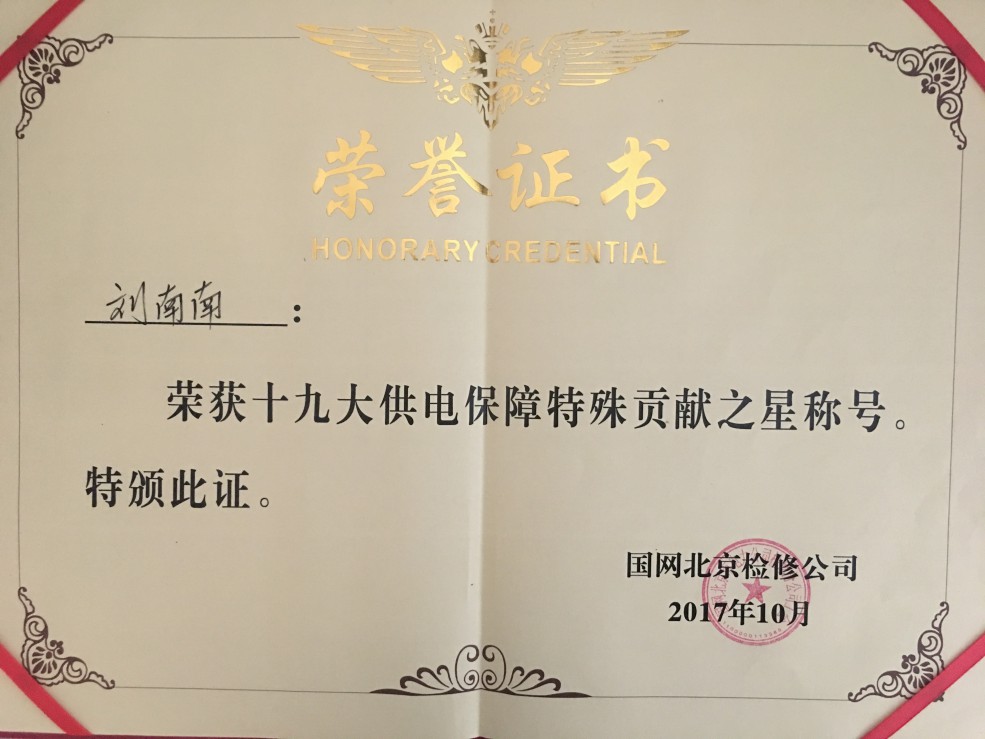 荣誉证书
HONORARY CREDENTIAL
刘南南：
荣获十九大供电保障特殊贡献之星称号。
特颁此证。
国网北京检修公司
2017年10月